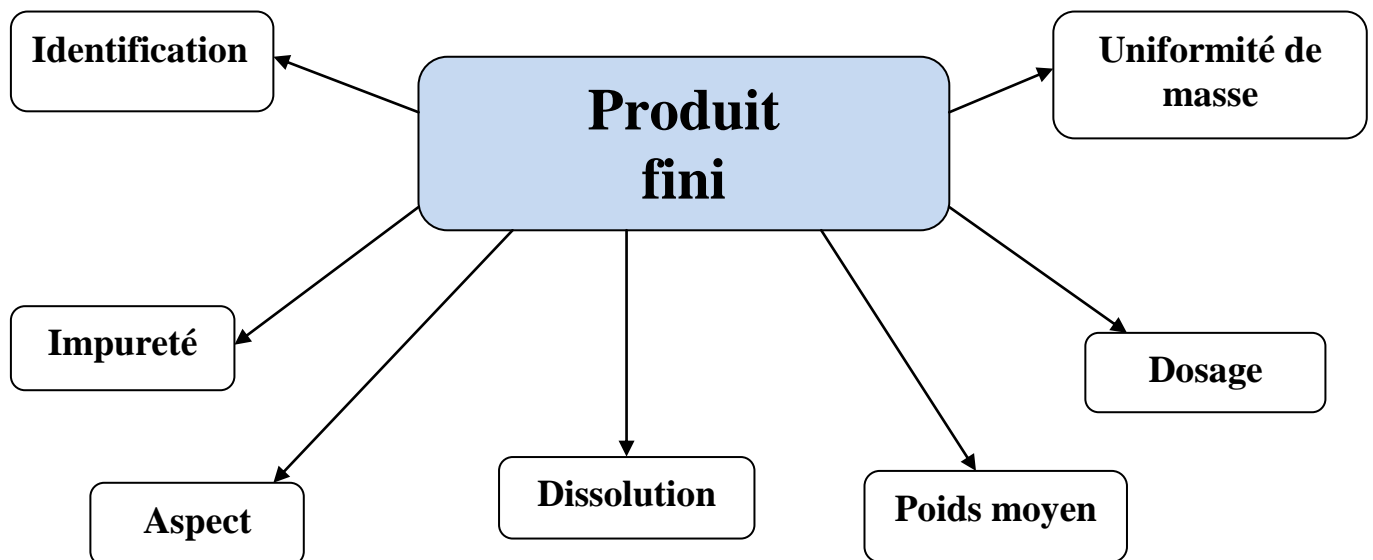 Identification
Uniformité de
masse
Produit
fini
Impureté
Dosage
Aspect
Dissolution
Poids moyen